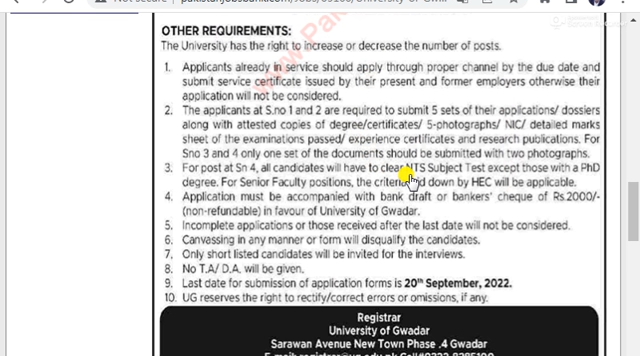 Not secure | pakistanjobsbank.com/Jobs/
OTHER REQUIREMENTS:
The University has the right to increase or decrease the number of posts.
1. Applicants already in service should apply through proper channel by the due date and
submit service certificate issued by their present and former employers otherwise their
application will not be considered.
2. The applicants at S.no 1 and 2 are required to submit 5 sets of their applications/ dossiers
along with attested copies of degree/certificates/ 5-photographs/ NIC/ detailed marks
sheet of the examinations passed/ experience certificates and research publications. For
Sno 3 and 4 only one set of the documents should be submitted with two photographs.
3. For post at Sn 4, all candidates will have to clear NTS Subject Test except those with a PhD
degree. For Senior Faculty positions, the criteria down by HEC will be applicable.
4. Application must be accompanied with bank draft or bankers' cheque of Rs.2000/-
(non-refundable) in favour of University of Gwadar.
5. Incomplete applications or those received after the last date will not be considered.
6. Canvassing in any manner or form will disqualify the candidates.
7. Only short listed candidates will be invited for the interviews.
8. No T.A/ D.A. will be given.
9. Last date for submission of application forms is 20th September, 2022.
10. UG reserves the right to rectify/correct errors or omissions, if any.
Registrar
University of Gwadar
Sarawan Avenue New Town Phase .4 Gwadar